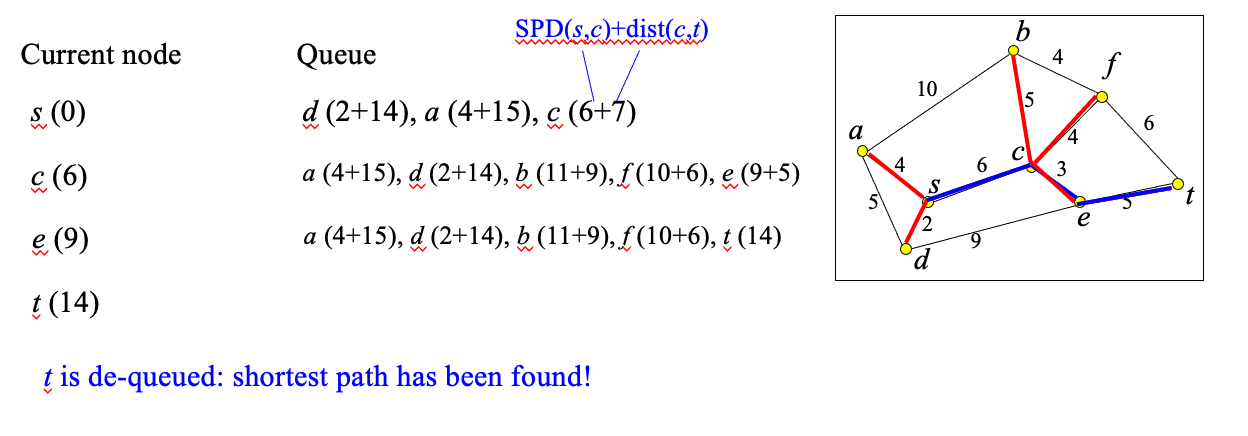 SPD(s,c)+dist(c,t)
Current node Queue
s (0) d (2+14), a (4+15), c (6+7)
c (6) a (4+15), d (2+14), b (11+9), f (10+6), e (9+5)
e (9) a (4+15), d (2+14), b (11+9), f (10+6), t (14)
t (14)
t is de-queued: shortest path has been found!
b
4
f
10
5
6
a
4
c
4
6
3
s
t
5
5
2
e
9
d